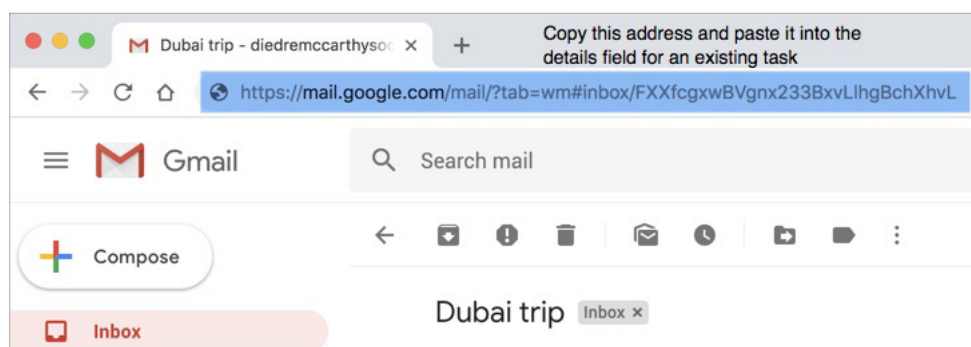 Dubai trip - diedremccarthysoc
Copy this address and paste it into the
details field for an existing task
https://mail.google.com/mail/?tab=wm#inbox/FXXfcgxwBVgnx233BxvLlhgBchXhvL
Gmail
Search mail
Compose
Dubai trip Inbox ×
Inbox